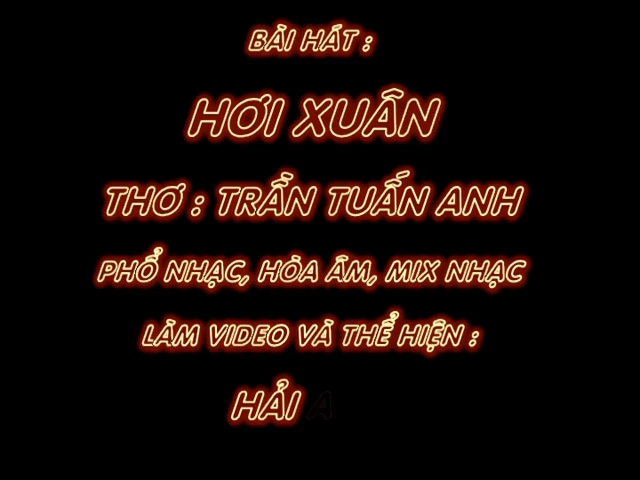 BÀI HÁT :
HƠI XUÂN
THƠ : TRẦN TUẤN ANH
PHỔ NHẠC, HÒA ÂM, MIX NHẠC
LÀM VIDEO VÀ THỂ HIỆN :
HẢI A